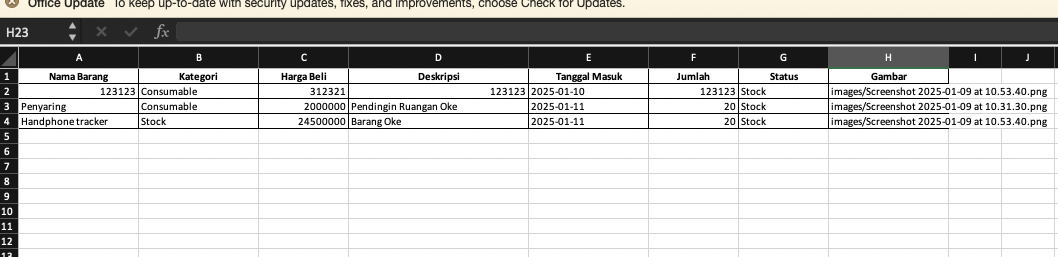 Office Update To keep up-to-date with security updates, fixes, and improvements, choose Check for Updates.
H23 fx
A B C D E F G H I J
1 Nama Barang Kategori Harga Beli Deskripsi Tanggal Masuk Jumlah Status Gambar
2 123123 Consumable 312321 123123 2025-01-10 123123 Stock images/Screenshot 2025-01-09 at 10.53.40.png
3 Penyaring Consumable 2000000 Pendingin Ruangan Oke 2025-01-11 20 Stock images/Screenshot 2025-01-09 at 10.31.30.png
4 Handphone tracker Stock 24500000 Barang Oke 2025-01-11 20 Stock images/Screenshot 2025-01-09 at 10.53.40.png
5
6
7
8
9
10
11
12
13